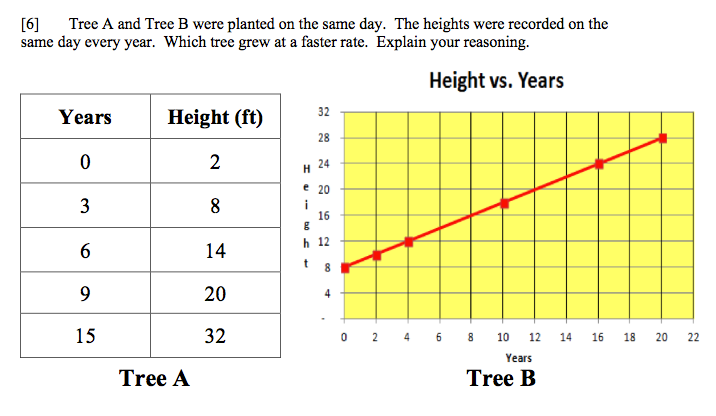 [6] Tree A and Tree B were planted on the same day. The heights were recorded on the
same day every year. Which tree grew at a faster rate. Explain your reasoning.
Years Height (ft)
0 2
3 8
6 14
9 20
15 32
Tree A
Height vs. Years
Height
32
28
24
20
16
12
8
4
-
0 2 4 6 8 10 12 14 16 18 20 22
Years
Tree B